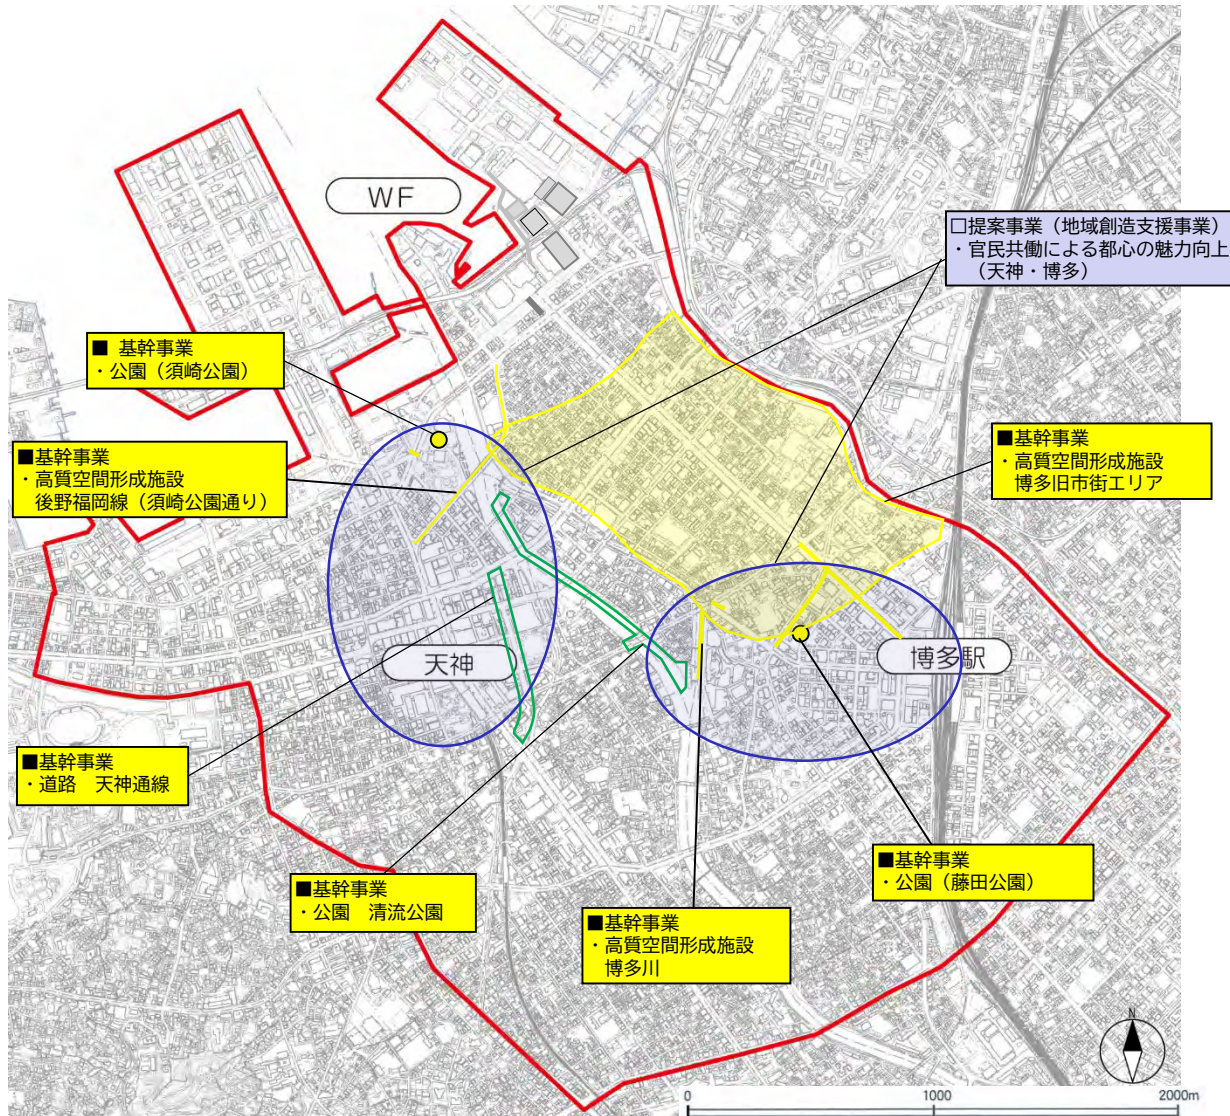 WF
□提案事業（地域創造支援事業）
・官民共働による都心の魅力向上
（天神・博多）
■ 基幹事業
・公園（須崎公園）
■基幹事業
・高質空間形成施設
後野福岡線（須崎公園通り）
■基幹事業
・高質空間形成施設
博多旧市街エリア
天神
博多駅
■基幹事業
・道路　天神通線
■基幹事業
・公園　清流公園
■基幹事業
・高質空間形成施設
博多川
■基幹事業
・公園（藤田公園）
N
0 1000 2000m